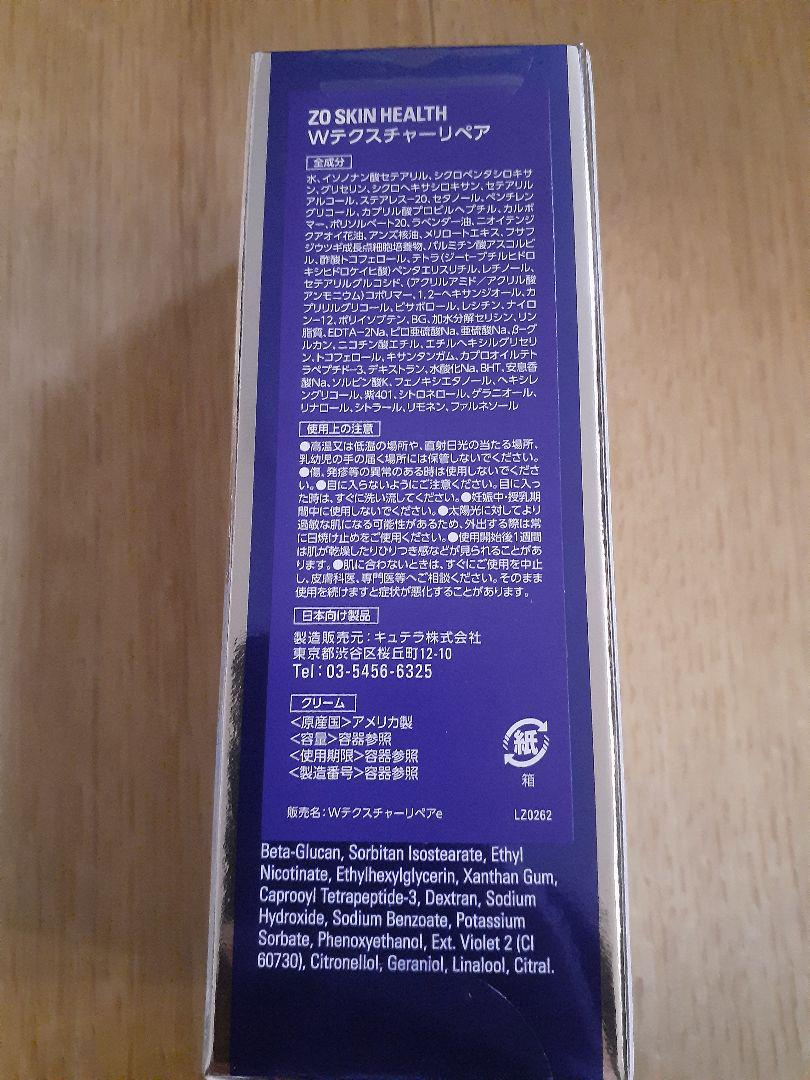 ZO SKIN HEALTH
Wテクスチャーリペア
全成分
水、イソノナン酸セテアリル、シクロペンタシロキサ
ン、グリセリン、シクロヘキサシロキサン、セテアリル
アルコール、ステアレス-20、セタノール、ペンチレン
グリコール、カプリル酸プロピルヘプチル、カルボ
マー、ポリソルベート20、ラベンダー油、ニオイテンジ
クアオイ花油、アンズ核油、メリロートエキス、フサフ
ジウツギ成長点細胞培養物、パルミチン酸アスコルビ
ル、酢酸トコフェロール、テトラ(ジ-t-ブチルヒドロ
キシヒドロケイヒ酸)ペンタエリスリチル、レチノール、
セテアリルグルコシド、(アクリルアミド/アクリル酸
アンモニウム)コポリマー、1,2-ヘキサンジオール、カ
プリリルグリコール、ビサボロール、レシチン、ナイロ
ン-12、ポリイソブテン、BG、加水分解セリシン、リン
脂質、EDTA-2Na、ピロ亜硫酸Na、亜硫酸Na、β-グ
ルカン、ニコチン酸エチル、エチルヘキシルグリセリ
ン、トコフェロール、キサンタンガム、カプロオイルテト
ラペプチド-3、デキストラン、水酸化Na、BHT、安息香
酸Na、ソルビン酸K、フェノキシエタノール、ヘキシレ
ングリコール、紫401、シトロネロール、ゲラニオール、
リナロール、シトラール、リモネン、ファルネソール
使用上の注意
●高温又は低温の場所や、直射日光の当たる場所、
乳幼児の手の届く場所には保管しないでください。
●傷、発疹等の異常のある時は使用しないでくださ
い。●目に入らないようにご注意ください。目に入っ
た時は、すぐに洗い流してください。●妊娠中・授乳期
間中に使用しないでください。●太陽光に対してより
過敏な肌になる可能性があるため、外出する際は常
に日焼け止めをご使用ください。●使用開始後1週間
は肌が乾燥したりひりつき感などが見られることがあ
ります。●肌に合わないときは、すぐにご使用を中止
し、皮膚科医、専門医等へご相談ください。そのまま
使用を続けますと症状が悪化することがあります。
日本向け製品
製造販売元:キュテラ株式会社
東京都渋谷区桜丘町12-10
Tel:03-5456-6325
クリーム
<原産国>アメリカ製
<容量>容器参照
<使用期限>容器参照
<製造番号>容器参照
紙
箱
販売名:Wテクスチャーリペアe
LZ0262
Beta-Glucan, Sorbitan Isostearate, Ethyl
Nicotinate, Ethylhexylglycerin, Xanthan Gum,
Caprooyl Tetrapeptide-3, Dextran, Sodium
Hydroxide, Sodium Benzoate, Potassium
Sorbate, Phenoxyethanol, Ext. Violet 2 (CI
60730), Citronellol, Geraniol, Linalool, Citral.